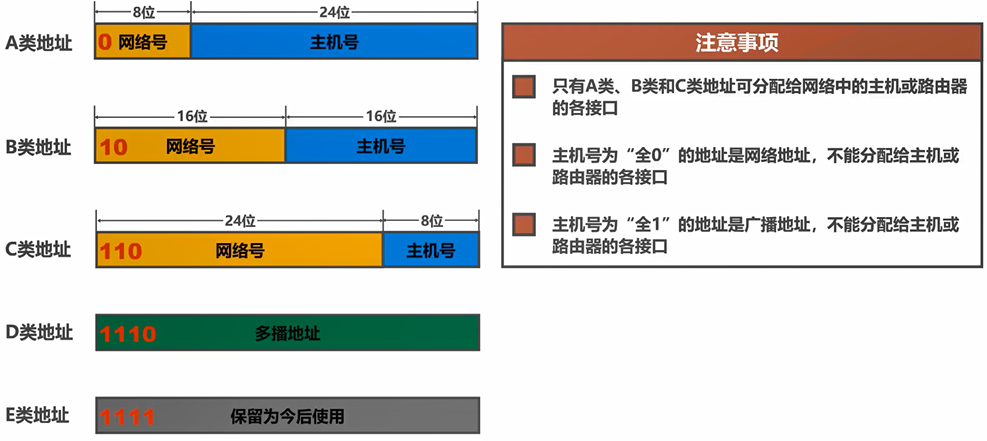 8位
24位
A类地址
0 网络号
主机号
16位
16位
B类地址
10 网络号
主机号
24位
8位
C类地址
110 网络号
主机号
D类地址
1110 多播地址
E类地址
1111 保留为今后使用
注意事项
只有A类、B类和C类地址可分配给网络中的主机或路由器
的各接口
主机号为“全0”的地址是网络地址，不能分配给主机或
路由器的各接口
主机号为“全1”的地址是广播地址，不能分配给主机或
路由器的各接口